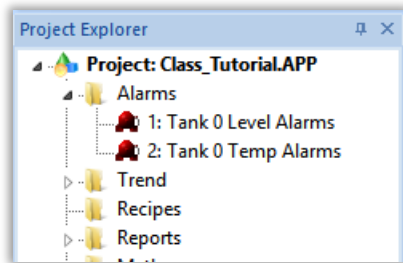 Project Explorer
Project: Class_Tutorial.APP
Alarms
1: Tank 0 Level Alarms
2: Tank 0 Temp Alarms
Trend
Recipes
Reports